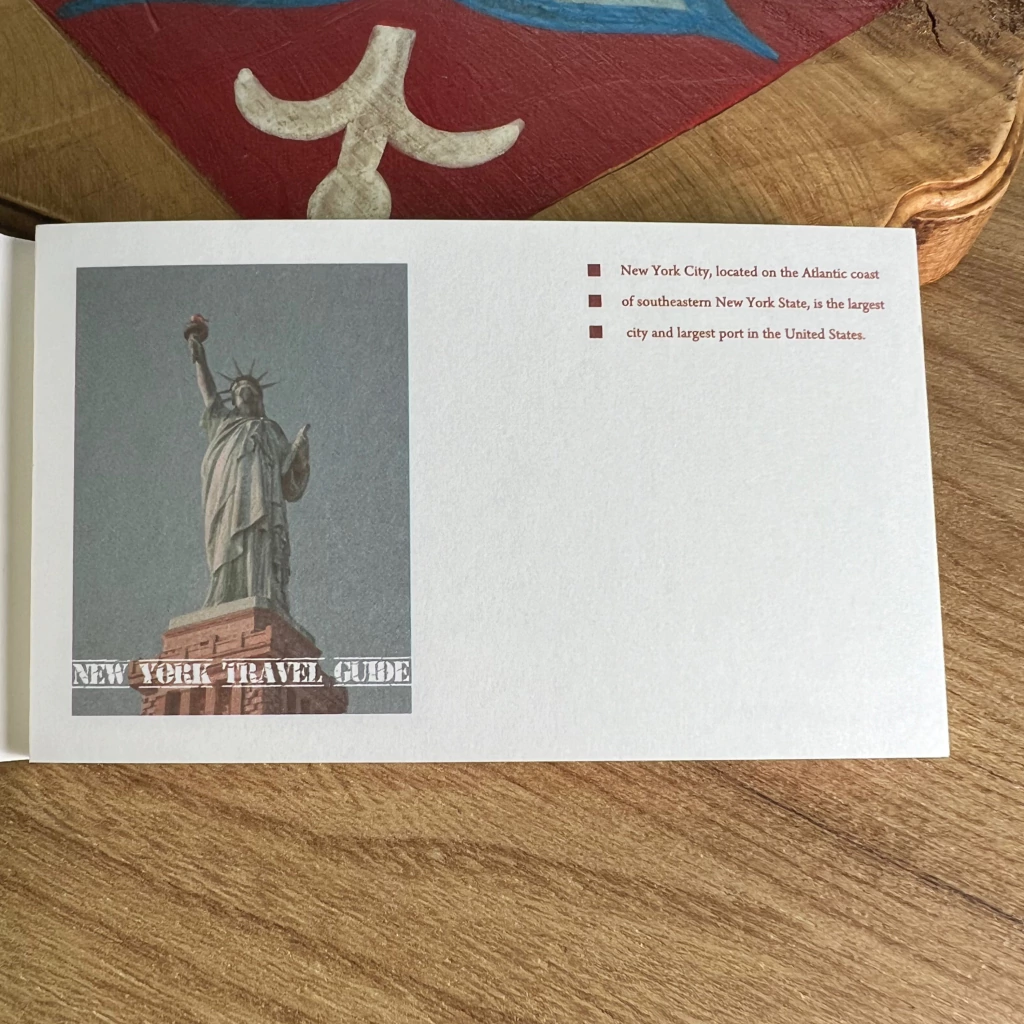 New York City, located on the Atlantic coast
of southeastern New York State, is the largest
city and largest port in the United States.
NEW YORK TRAVEL GUIDE